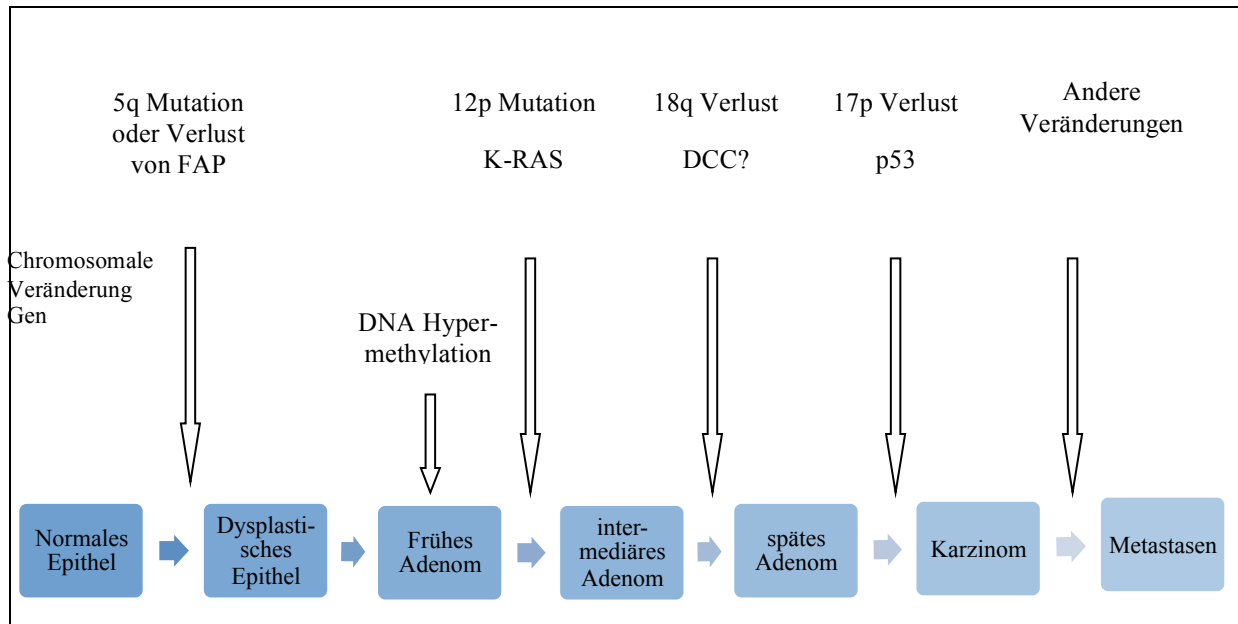 5q Mutation
oder Verlust
von FAP
12p Mutation
K-RAS
18q Verlust
DCC?
17p Verlust
p53
Andere
Veränderungen
Chromosomale
Veränderung
Gen
DNA Hyper-
methylation
Normales
Epithel
Dysplasti-
sches
Epithel
Frühes
Adenom
inter-
mediäres
Adenom
spätes
Adenom
Karzinom
Metastasen